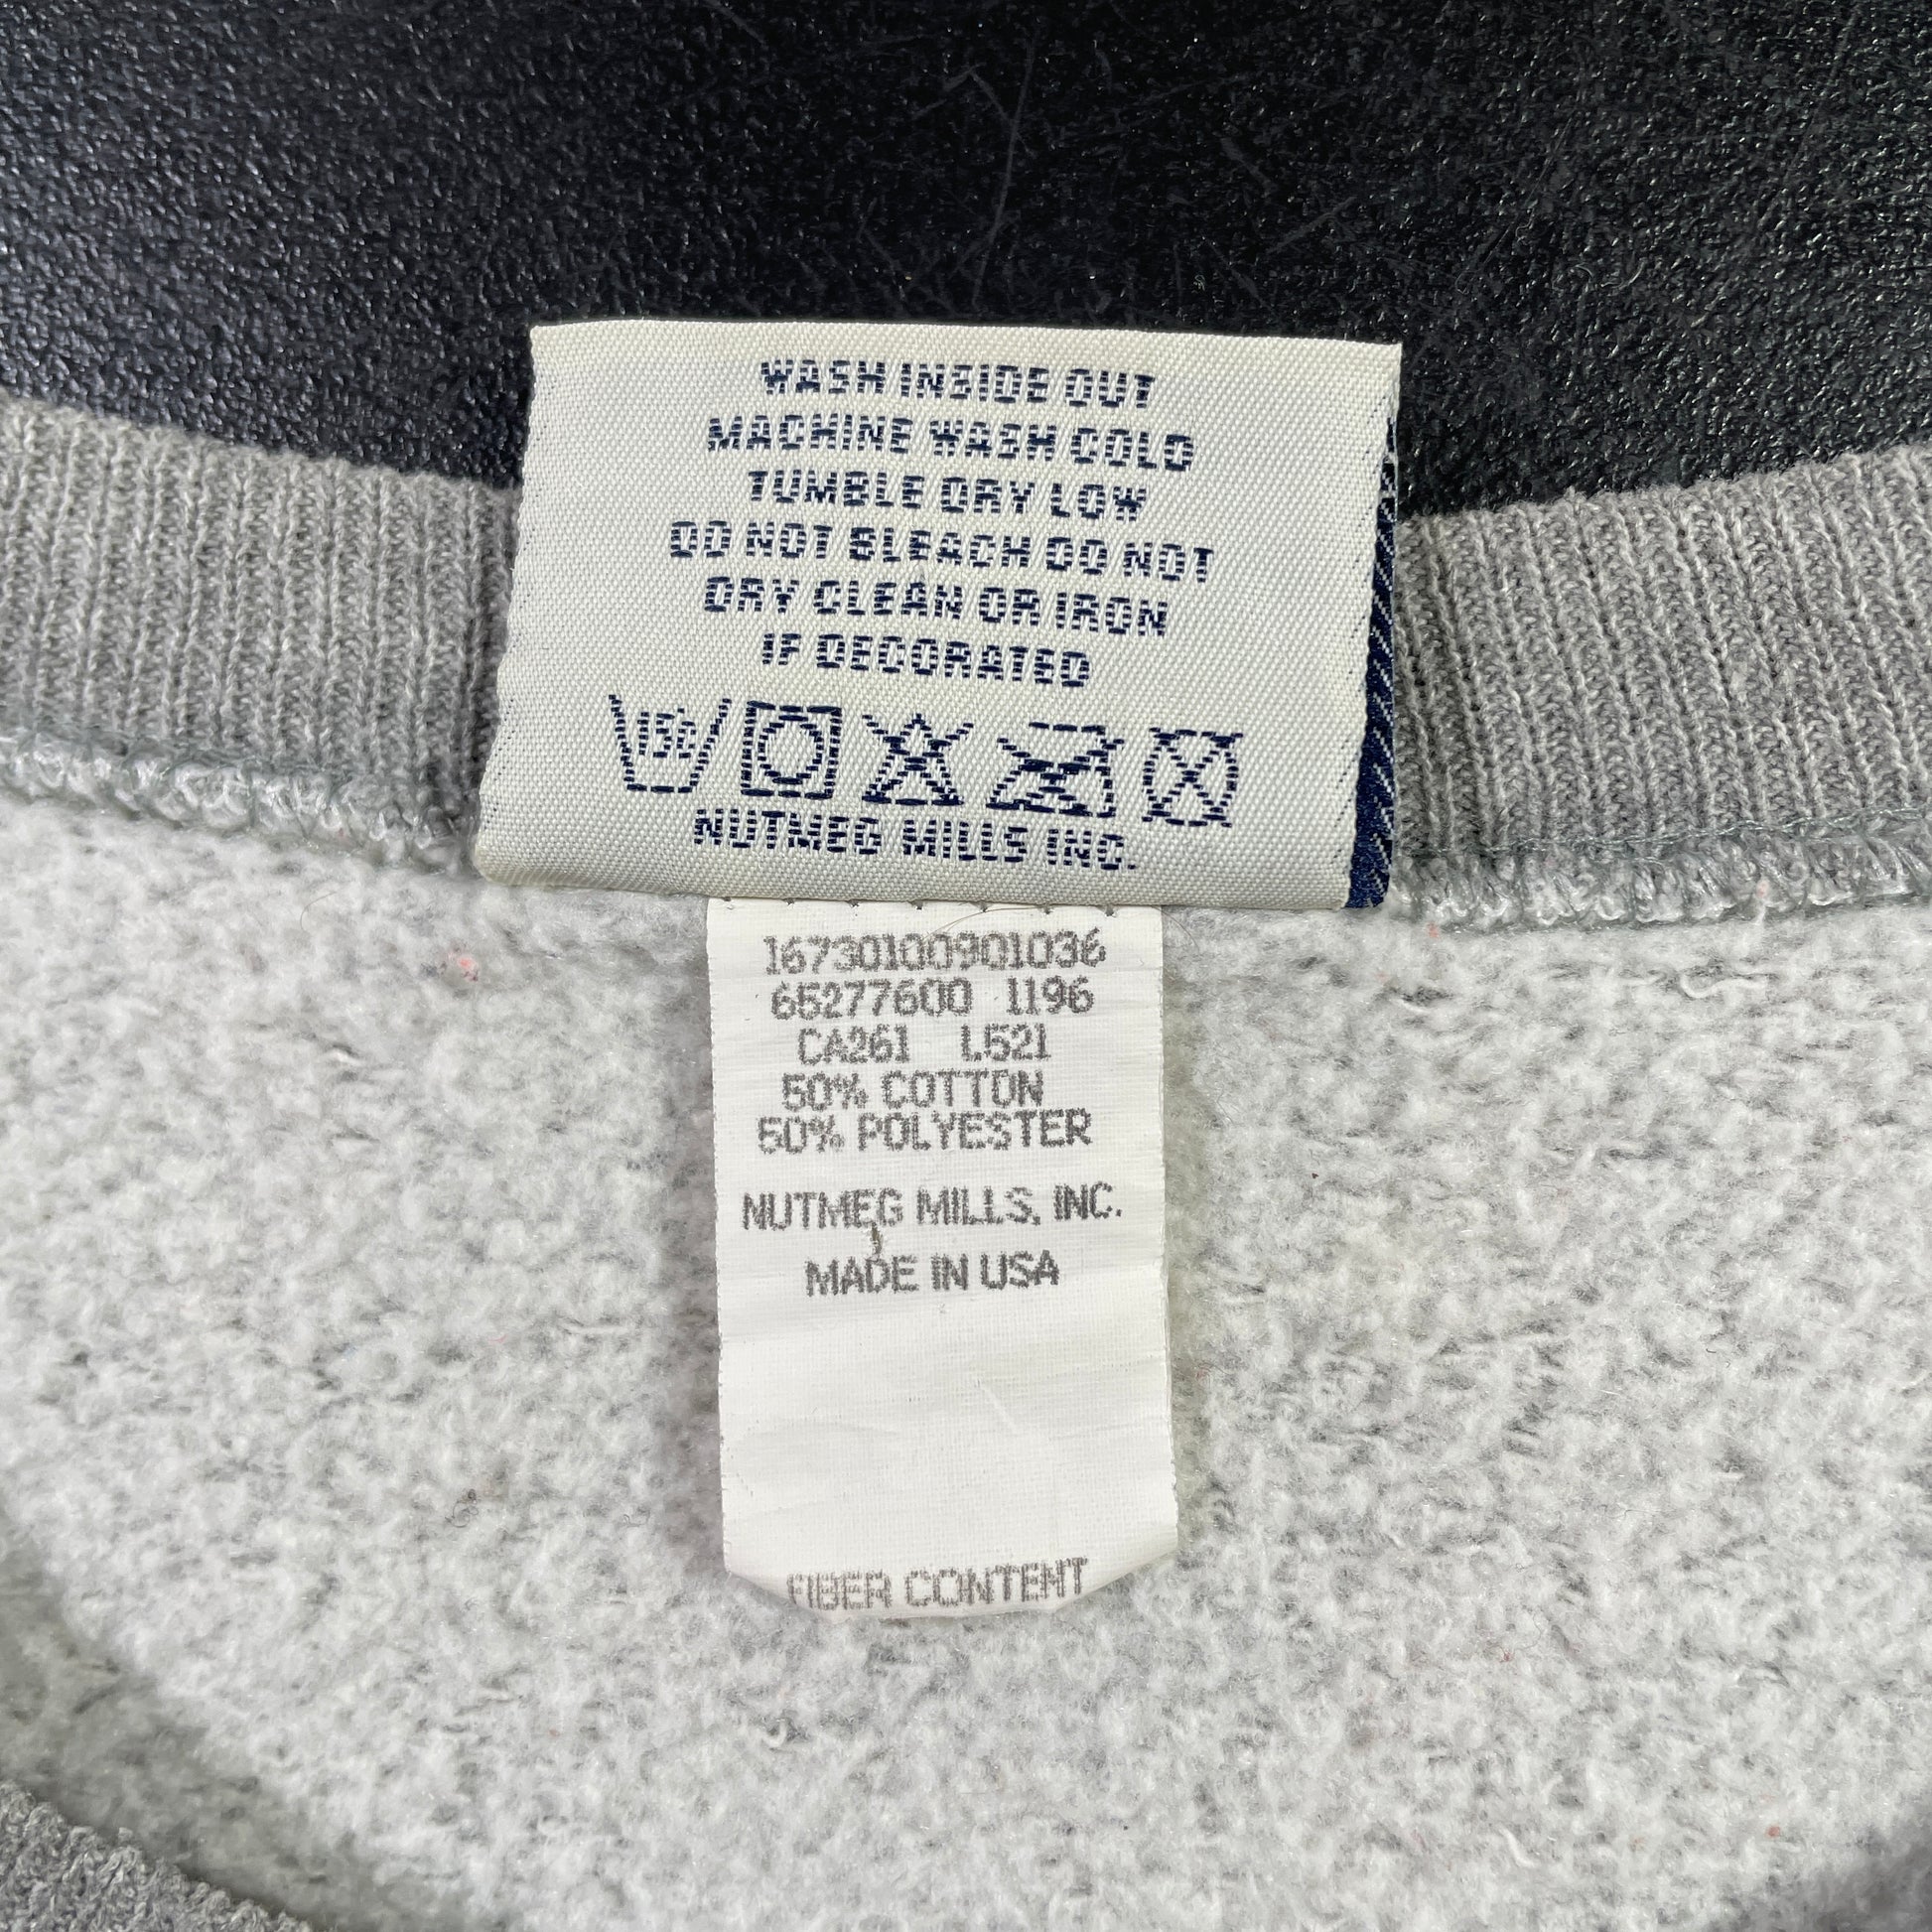 WASH INSIDE OUT
MACHINE WASH COLD
TUMBLE DRY LOW
DO NOT BLEACH DO NOT
DRY CLEAN OR IRON
IF DECORATED
150
NUTMEG MILLS INC.
16730100901036
65277600 1196
CA261 L521
50% COTTON
50% POLYESTER
NUTMEG MILLS, INC.
MADE IN USA
FIBER CONTENT